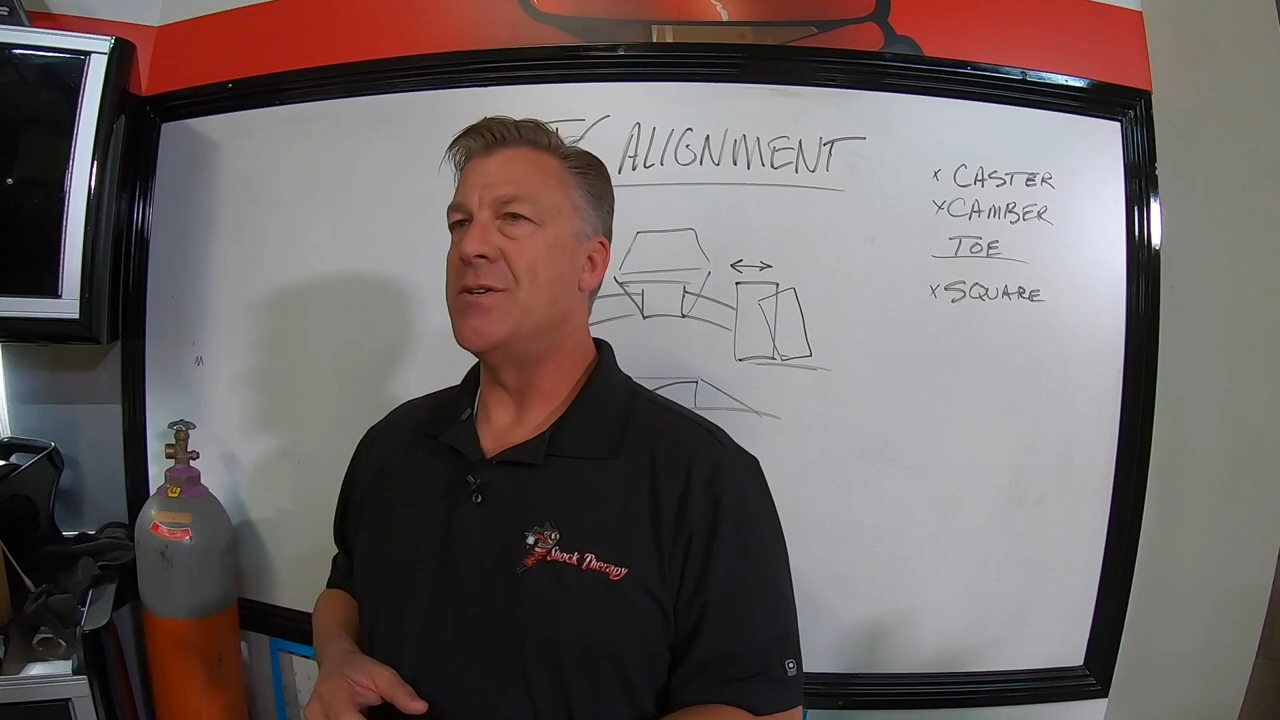 ALIGNMENT
x CASTER
x CAMBER
TOE
x SQUARE
Shock Therapy